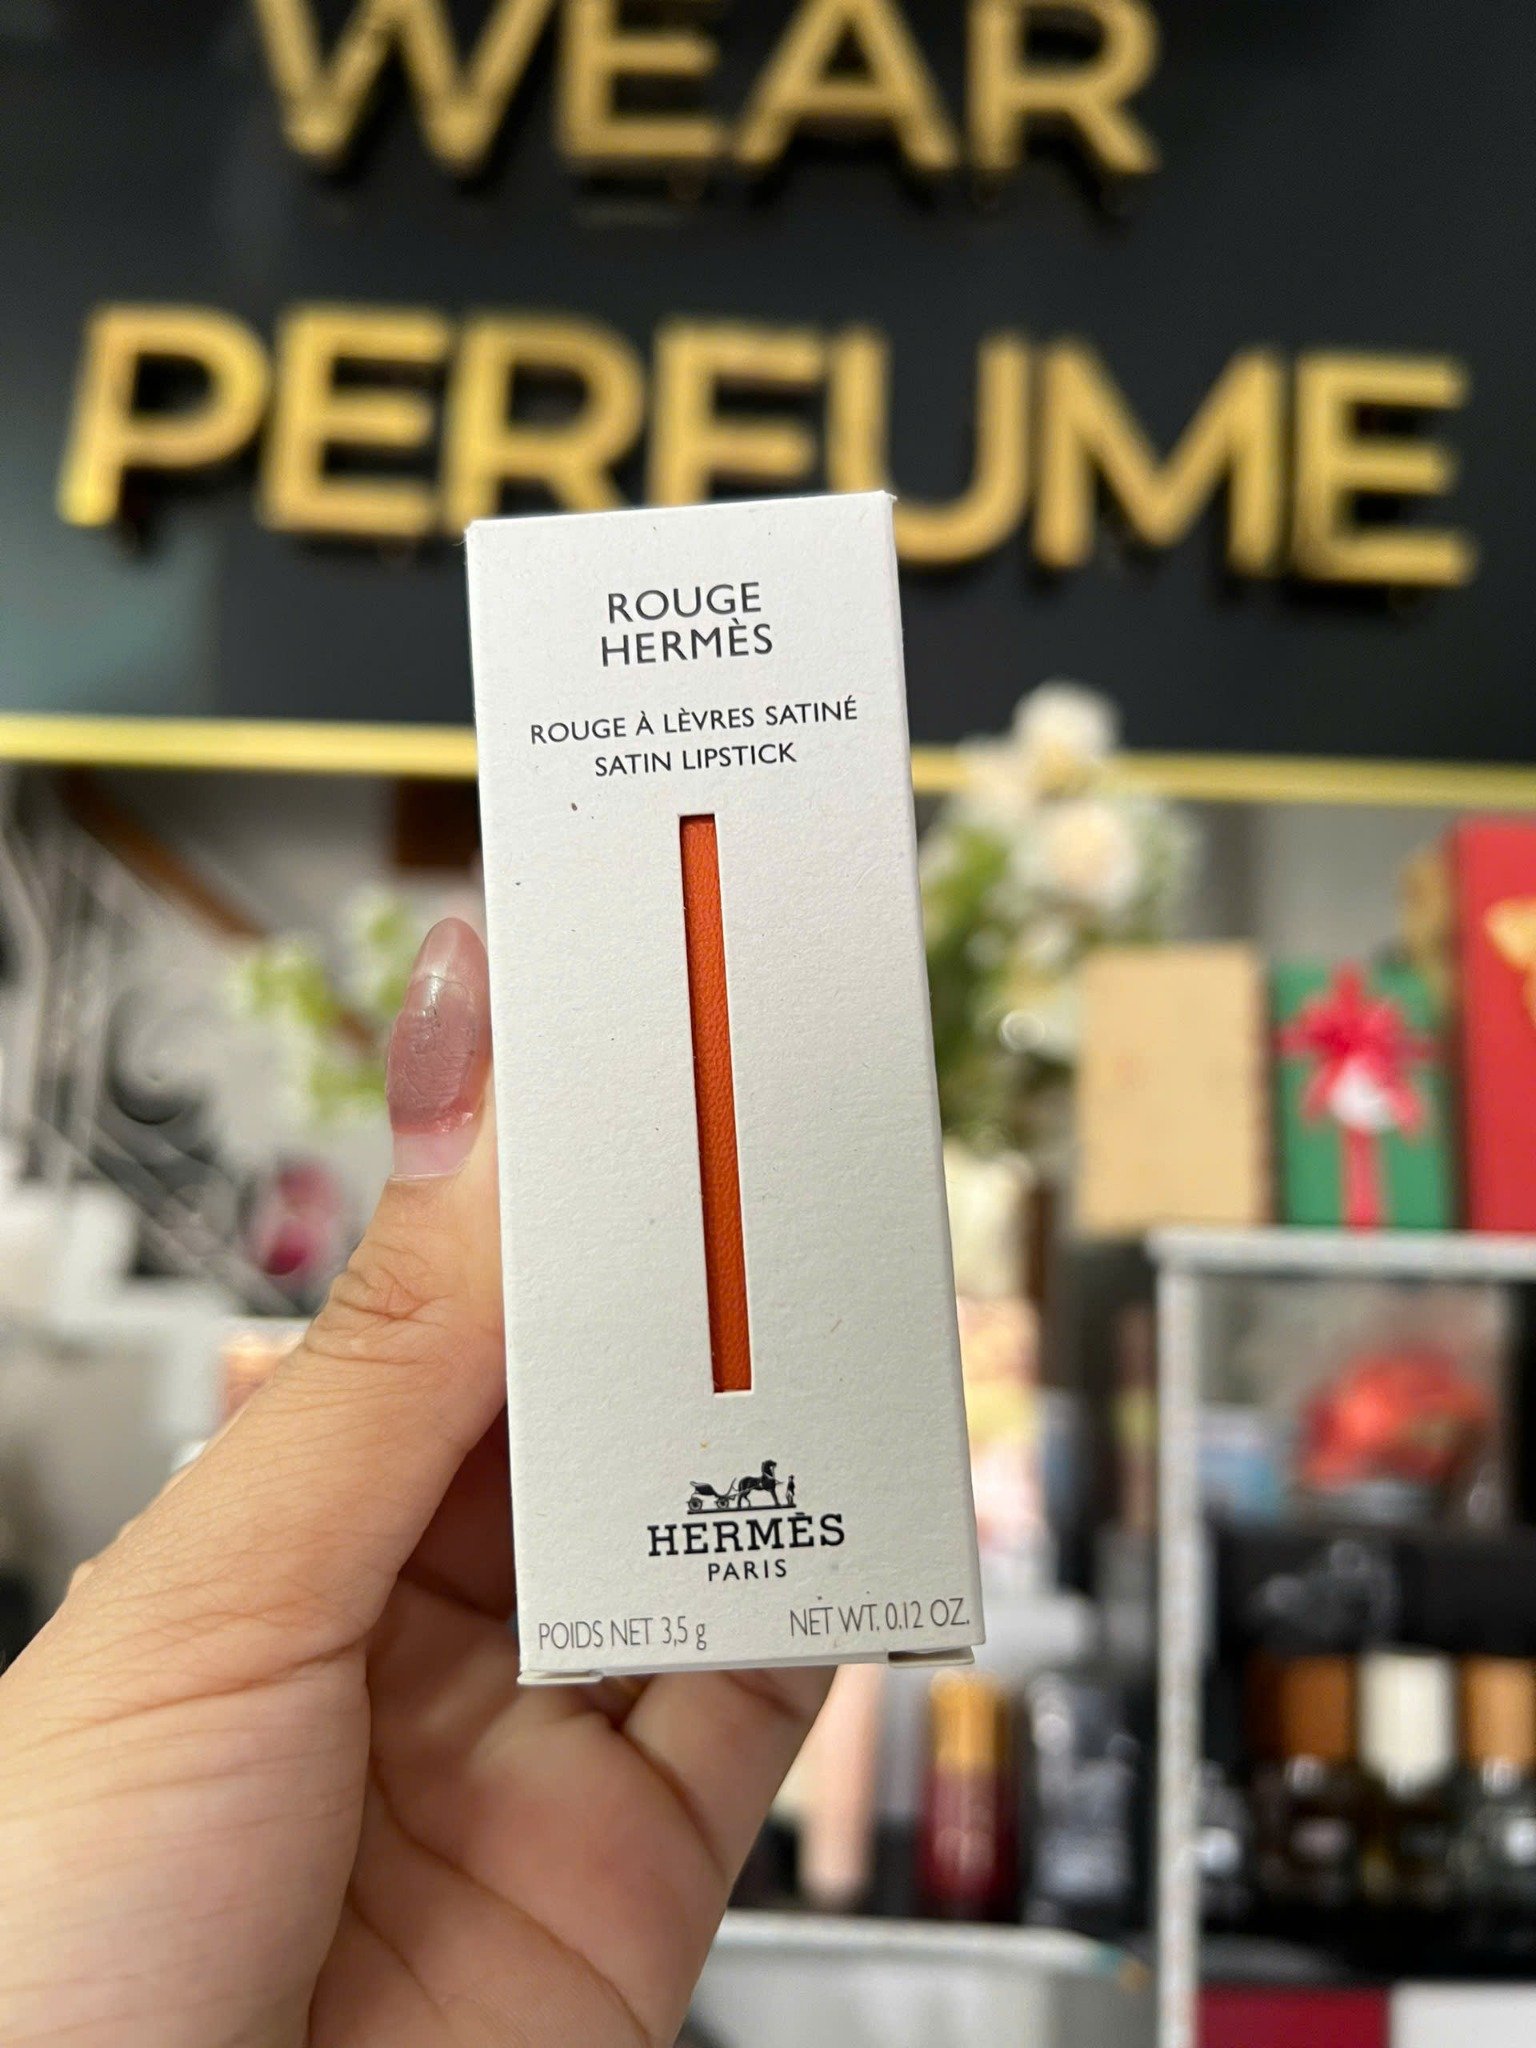 WEAR
PERFUME
ROUGE
HERMÈS
ROUGE À LÈVRES SATINÉ
SATIN LIPSTICK
HERMÈS
PARIS
POIDS NET 3,5 g NET WT. 0.12 OZ.